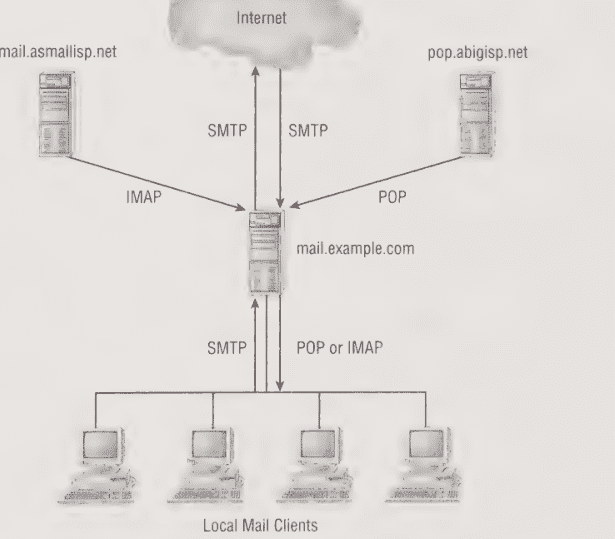 Internet
mail.asmallisp.net
pop.abigisp.net
SMTP
SMTP
IMAP
POP
mail.example.com
SMTP
POP or IMAP
Local Mail Clients